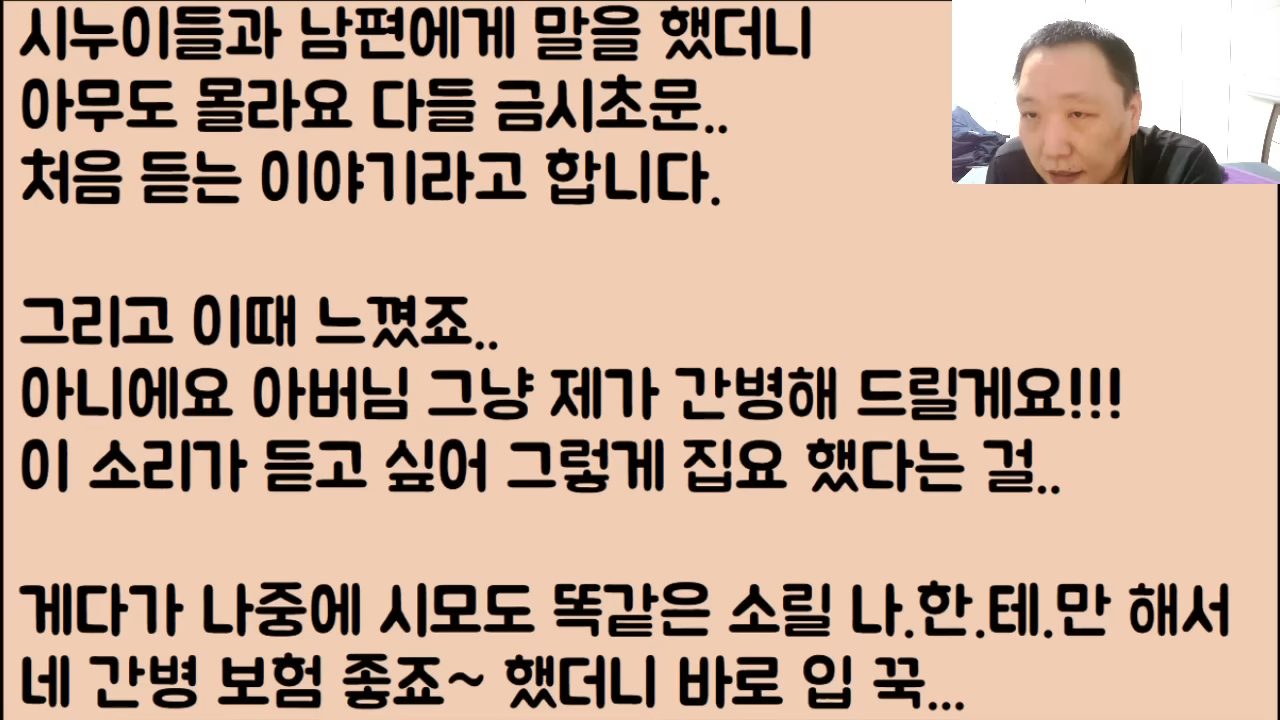 시누이들과 남편에게 말을 했더니
아무도 몰라요 다들 금시초문..
처음 듣는 이야기라고 합니다.
그리고 이때 느꼈죠..
아니에요 아버님 그냥 제가 간병해 드릴게요!!!
이 소리가 듣고 싶어 그렇게 집요 했다는 걸..
게다가 나중에 시모도 똑같은 소릴 나.한.테.만 해서
네 간병 보험 좋죠~ 했더니 바로 입 꾹...